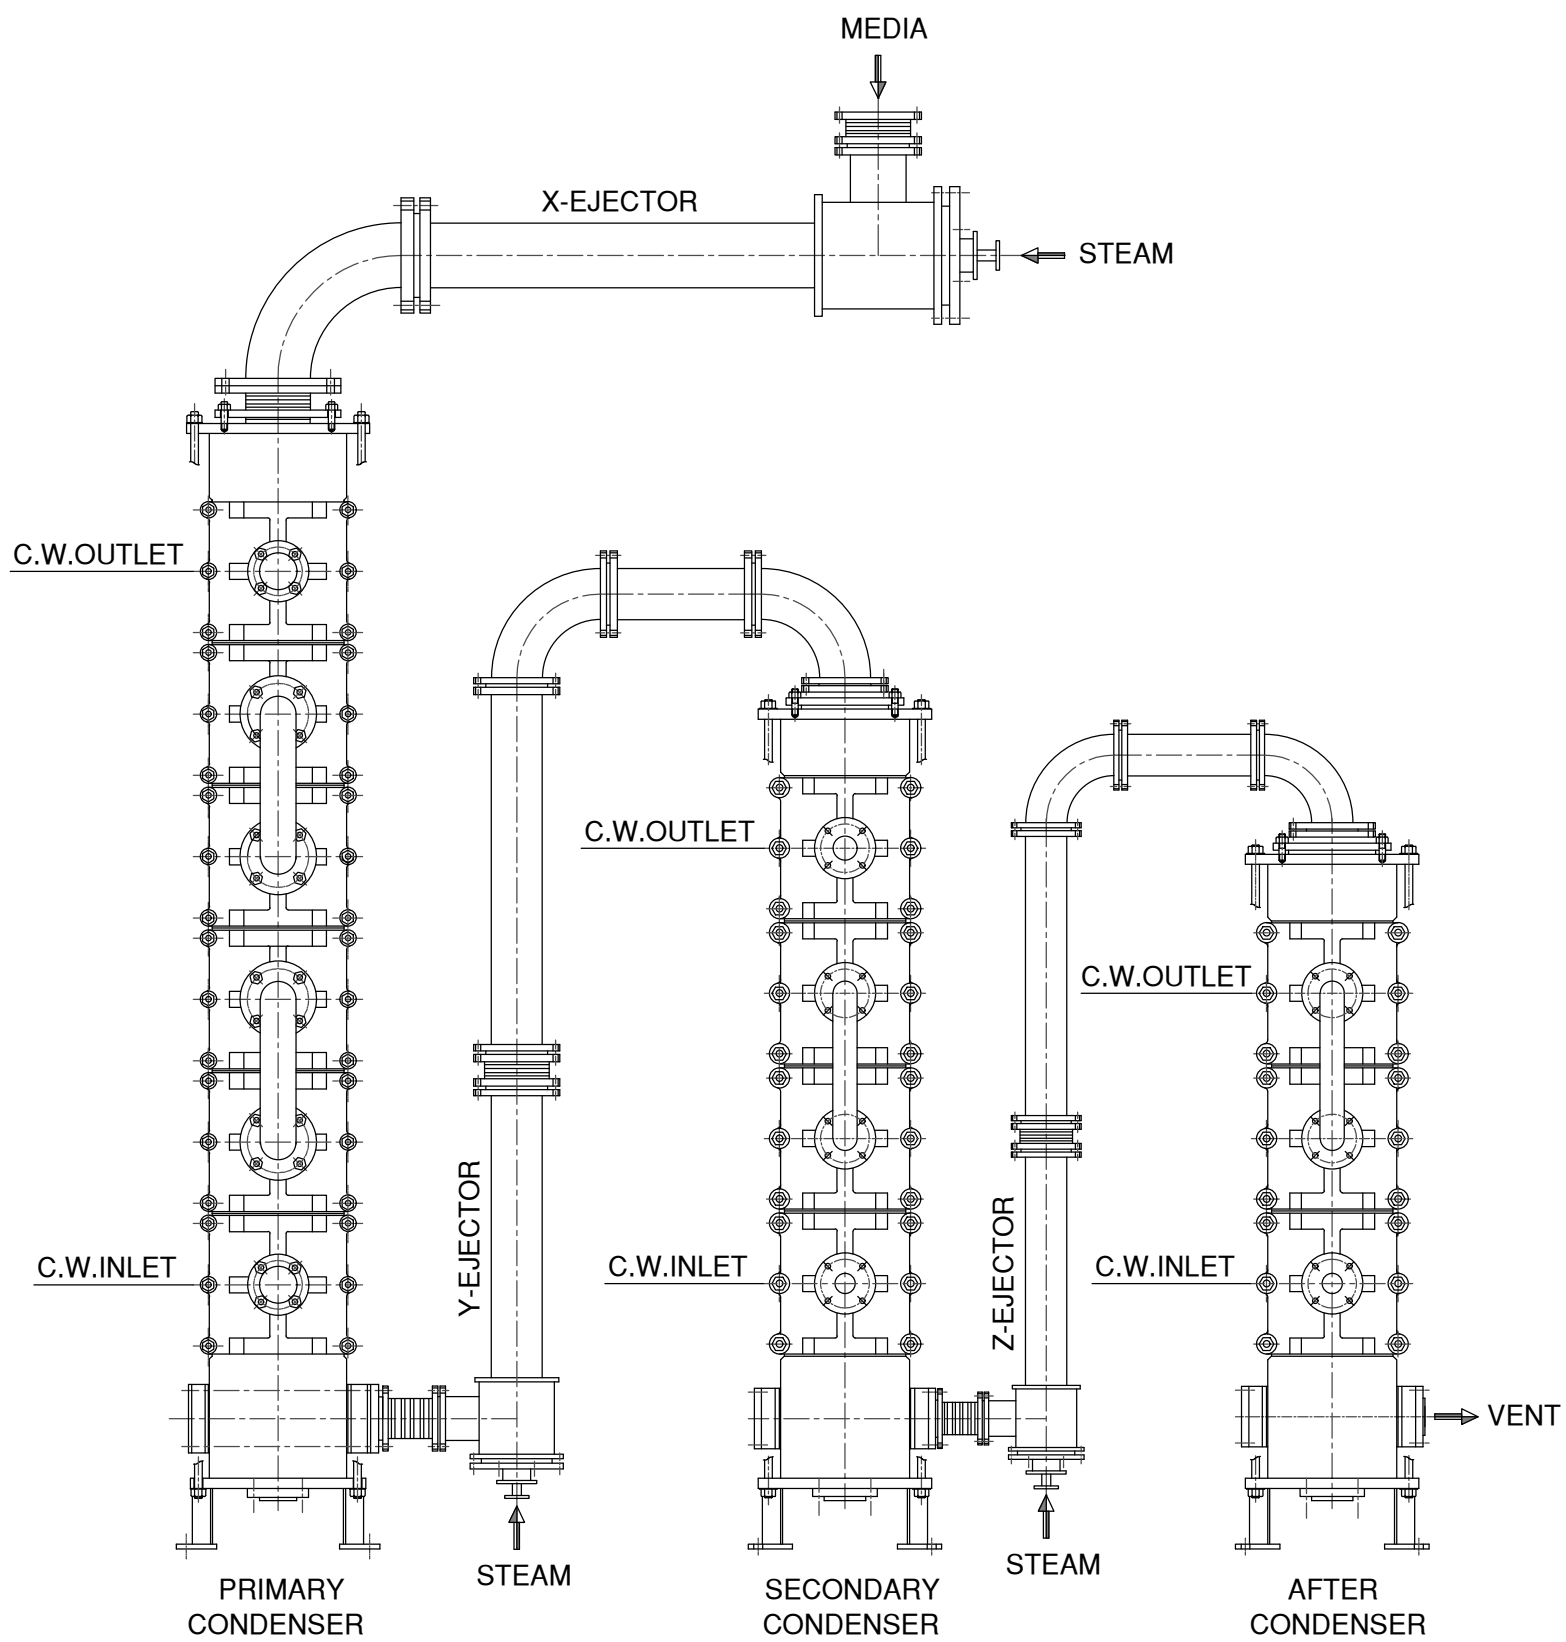 MEDIA
X-EJECTOR
STEAM
C.W.OUTLET
C.W.OUTLET
C.W.OUTLET
Y-EJECTOR
Z-EJECTOR
C.W.INLET
C.W.INLET
C.W.INLET
VENT
STEAM
STEAM
PRIMARY
CONDENSER
SECONDARY
CONDENSER
AFTER
CONDENSER